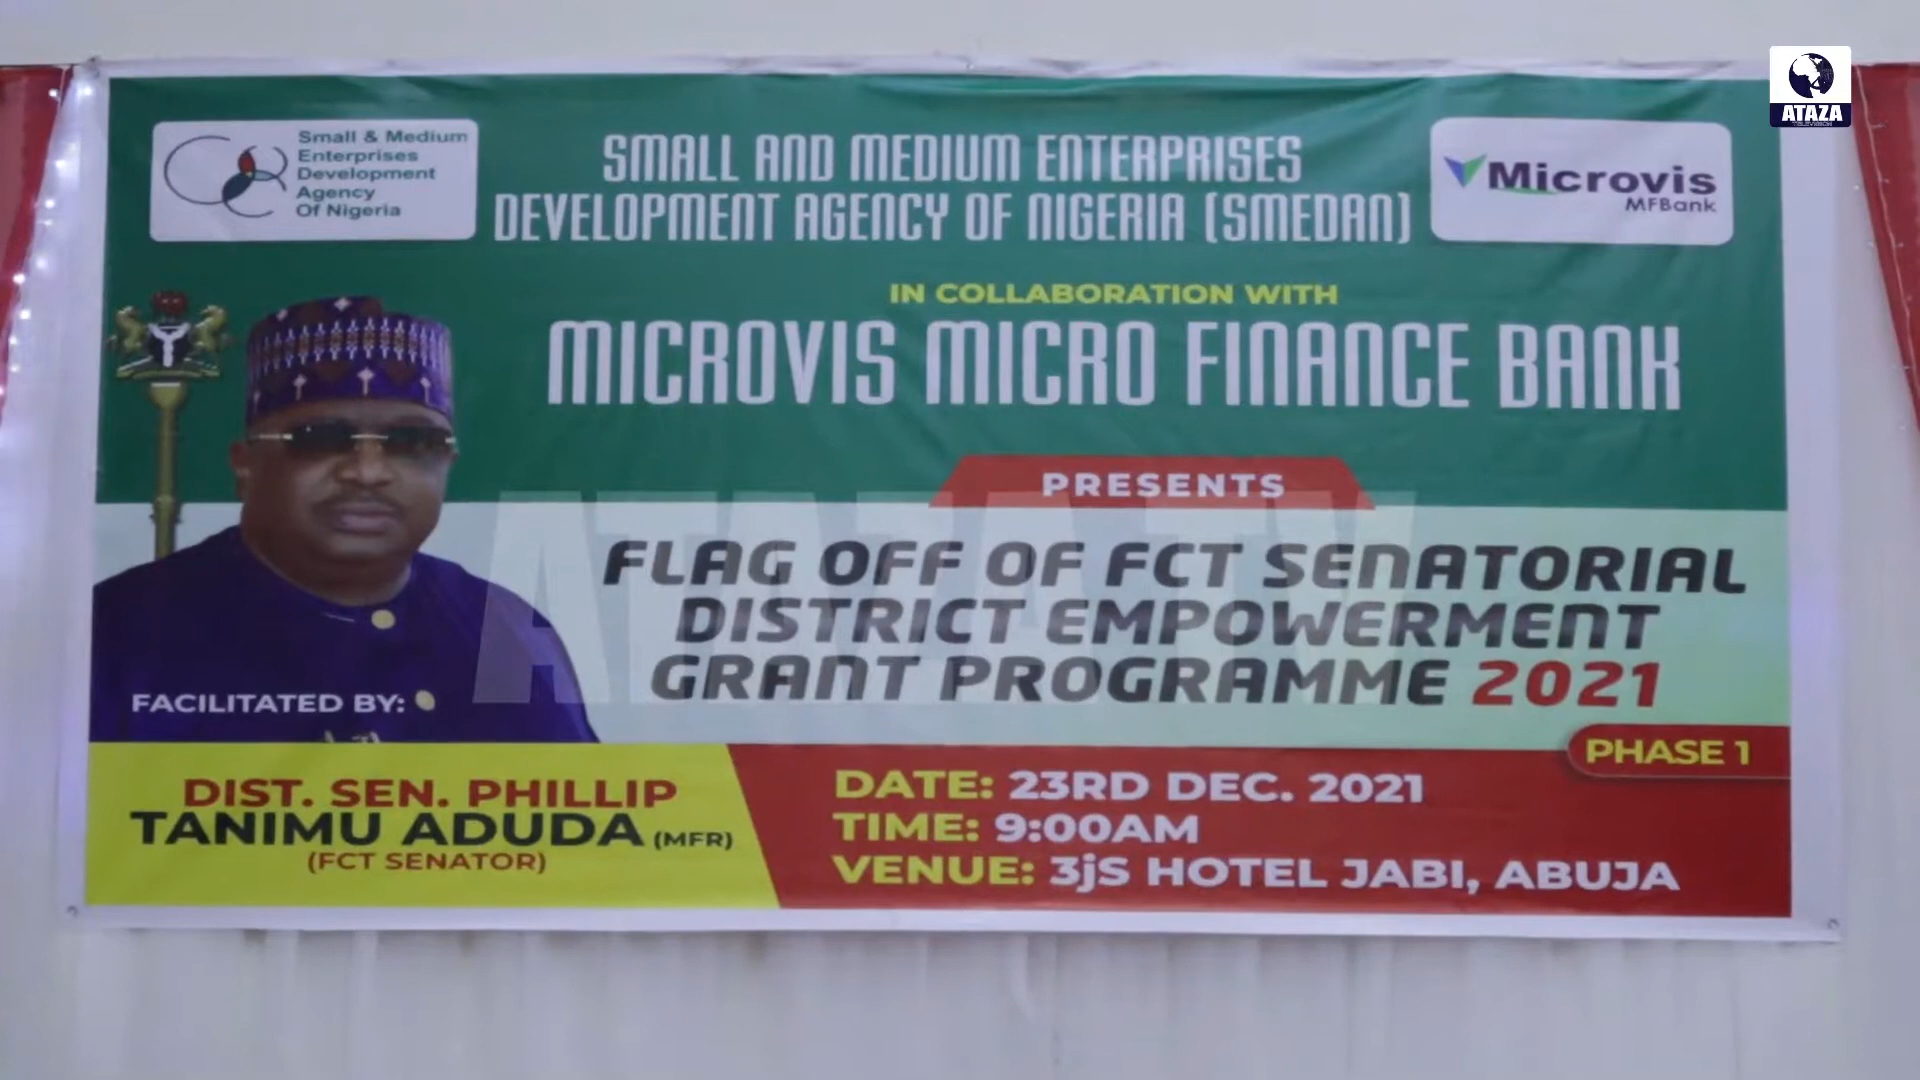 ATAZA
TELEVISION
Small & Medium
Enterprises
Development
Agency
Of Nigeria
SMALL AND MEDIUM ENTERPRISES
DEVELOPMENT AGENCY OF NIGERIA (SMEDAN)
Microvis
MFBank
IN COLLABORATION WITH
MICROVIS MICRO FINANCE BANK
PRESENTS
ATAZA TV
FLAG OFF OF FCT SENATORIAL
DISTRICT EMPOWERMENT
GRANT PROGRAMME 2021
PHASE 1
FACILITATED BY:
DIST. SEN. PHILLIP
TANIMU ADUDA (MFR)
(FCT SENATOR)
DATE: 23RD DEC. 2021
TIME: 9:00AM
VENUE: 3jS HOTEL JABI, ABUJA